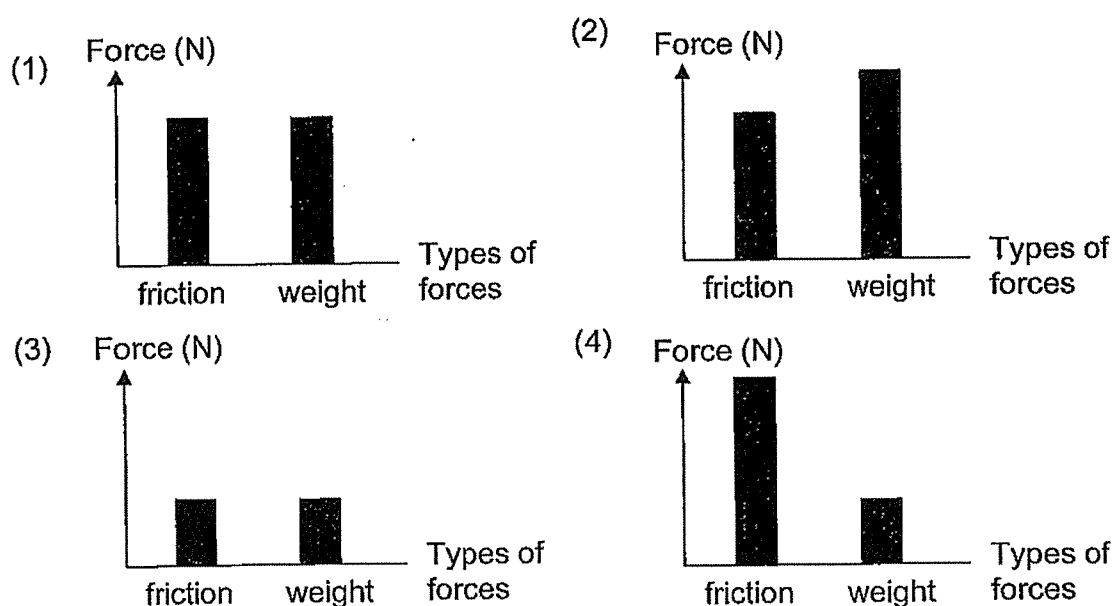 (1) Force (N)
friction weight Types of forces
(2) Force (N)
friction weight Types of forces
(3) Force (N)
friction weight Types of forces
(4) Force (N)
friction weight Types of forces